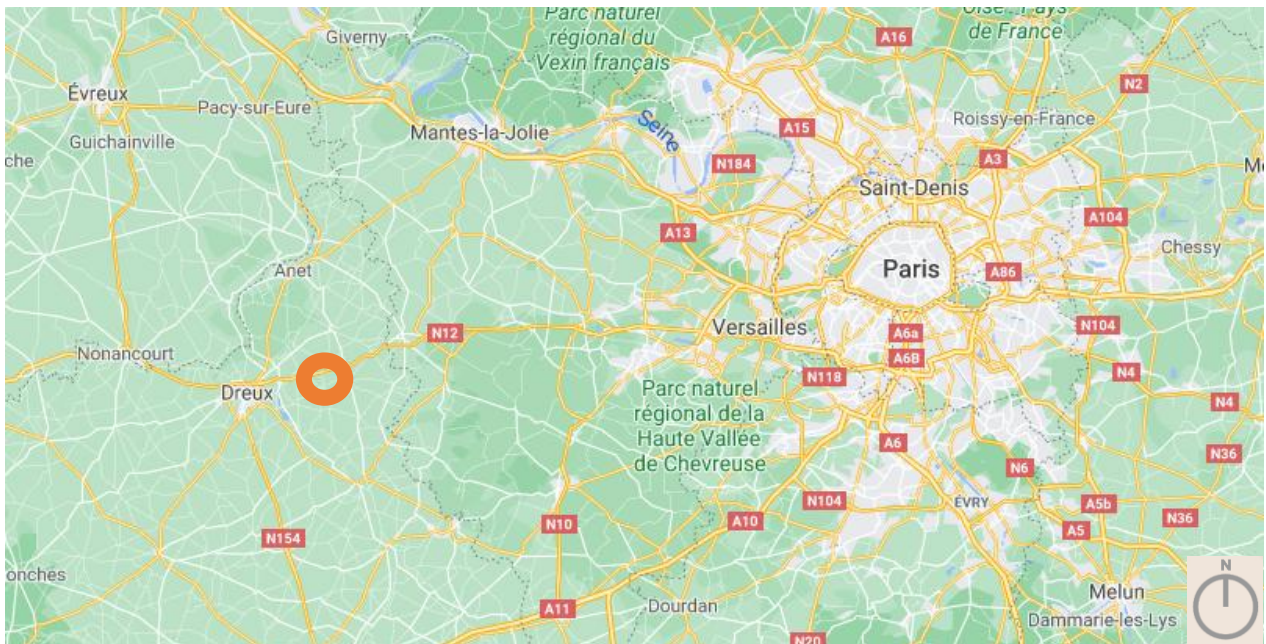 Parc naturel
régional du
Vexin français
Oise - Pays
de France
Giverny
A16
N2
Évreux
Pacy-sur-Eure
Roissy-en-France
Guichainville
Mantes-la-Jolie
Seine
A15
che
N184
A3
Saint-Denis
A104
A13
Chessy
Anet
Paris
A86
N12
Versailles
A6a
N104
Nonancourt
A6B
Dreux
N118
N4
Parc naturel
régional de la
Haute Vallée
de Chevreuse
N4
A6
N36
N6
N104
ÉVRY
A5b
N10
A10
N36
N154
A5
onches
N
A11
Dourdan
Melun
Dammarie-les-Lys
N20